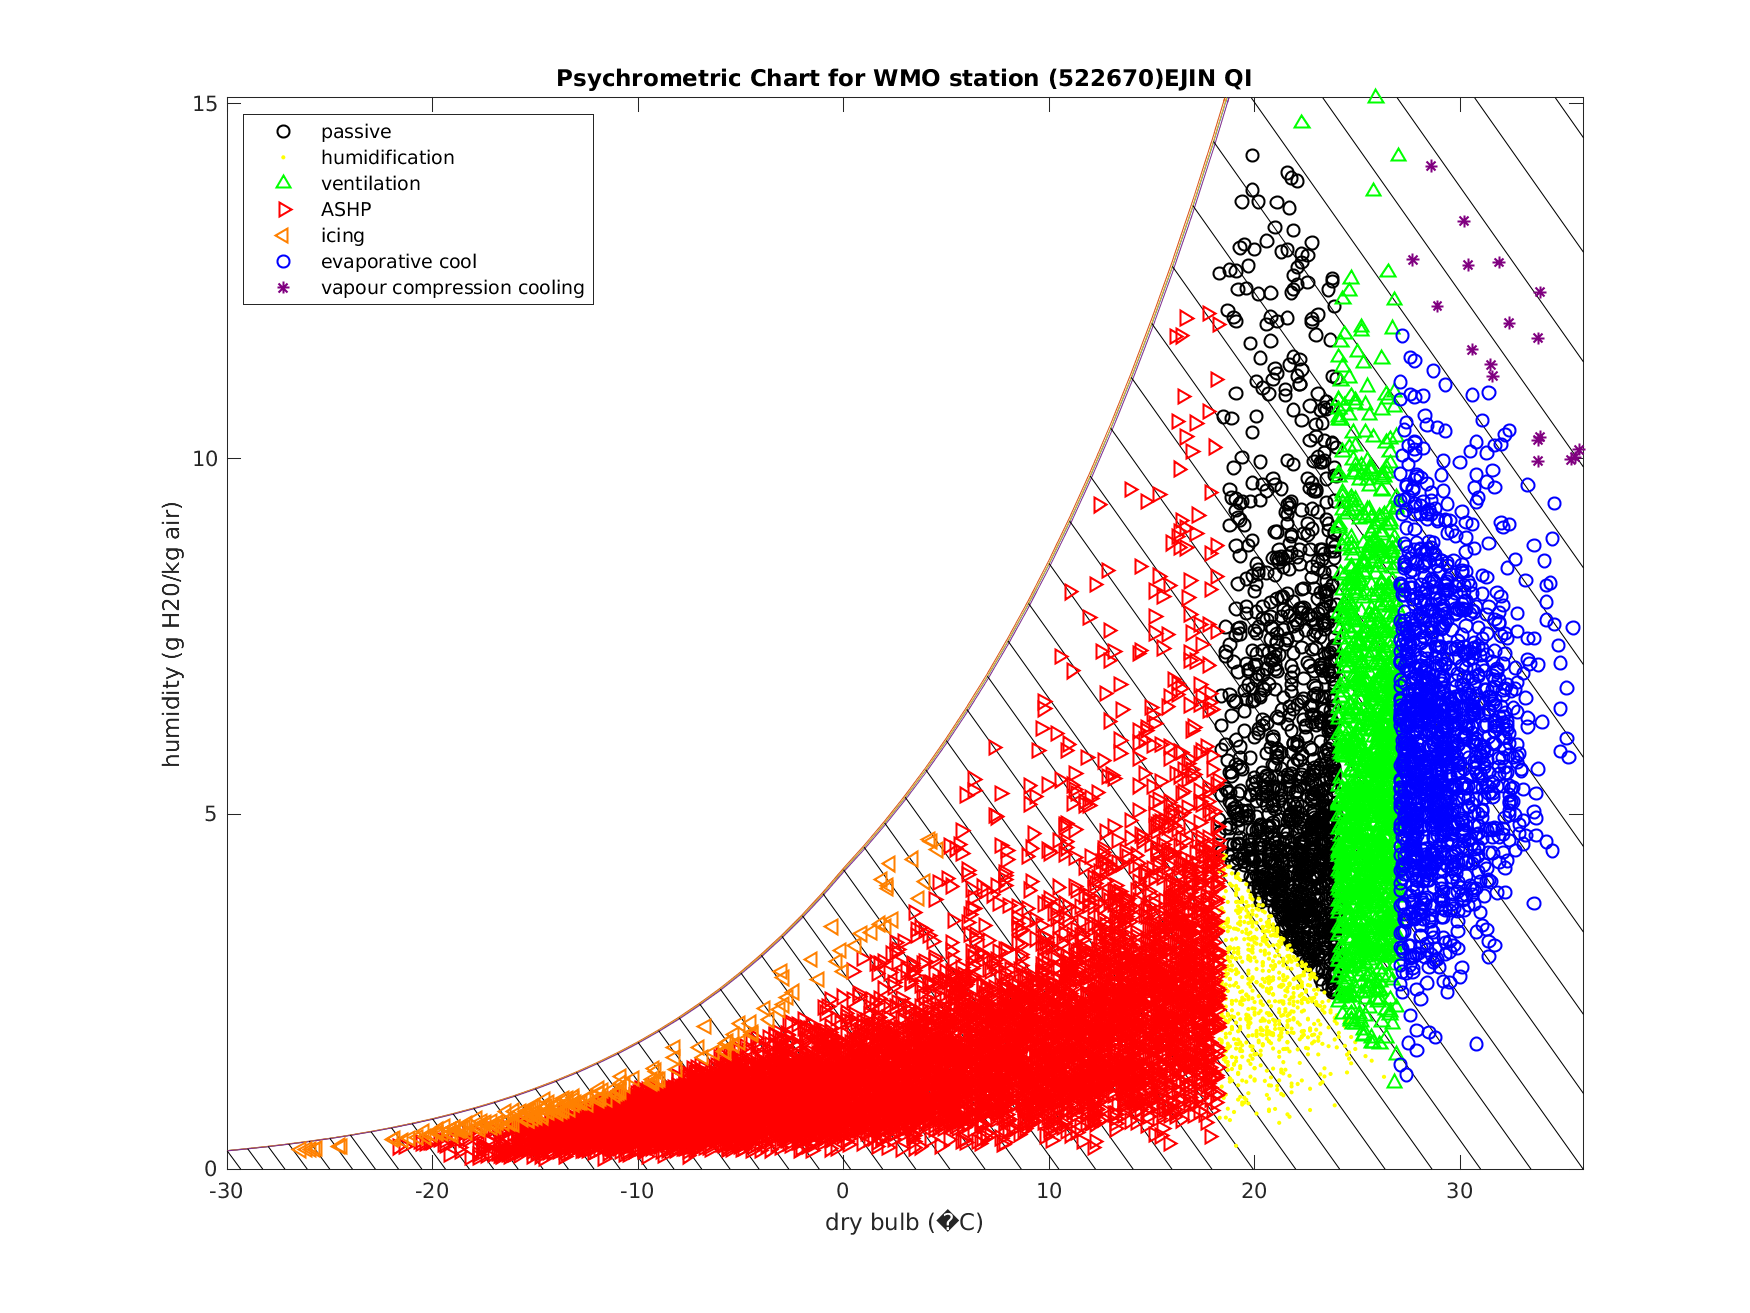 Psychrometric Chart for WMO station (522670)EJIN QI
passive
humidification
ventilation
ASHP
icing
evaporative cool
vapour compression cooling
15
10
5
0
humidity (g H20/kg air)
-30
-20
-10
0
10
20
30
dry bulb (�C)